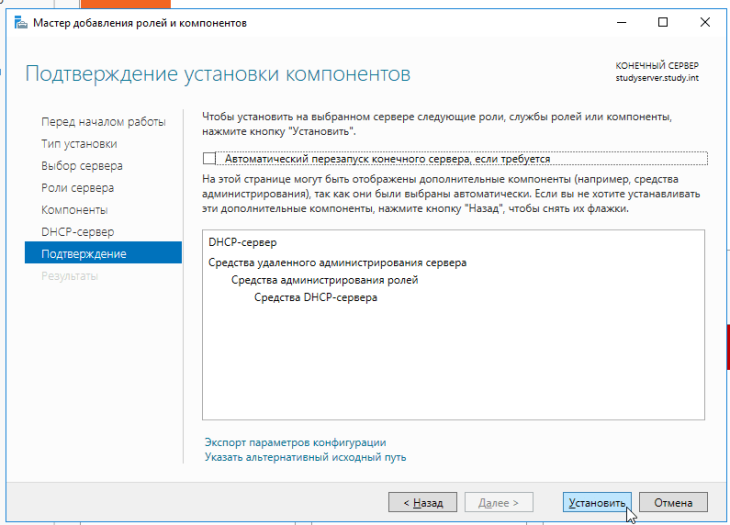 Мастер добавления ролей и компонентов
Подтверждение установки компонентов
КОНЕЧНЫЙ СЕРВЕР
studyserver.study.int
Перед началом работы
Тип установки
Выбор сервера
Роли сервера
Компоненты
DHCP-сервер
Подтверждение
Результаты
Чтобы установить на выбранном сервере следующие роли, службы ролей или компоненты,
нажмите кнопку "Установить".
Автоматический перезапуск конечного сервера, если требуется
На этой странице могут быть отображены дополнительные компоненты (например, средства
администрирования), так как они были выбраны автоматически. Если вы не хотите устанавливать
эти дополнительные компоненты, нажмите кнопку "Назад", чтобы снять их флажки.
DHCP-сервер
Средства удаленного администрирования сервера
Средства администрирования ролей
Средства DHCP-сервера
Экспорт параметров конфигурации
Указать альтернативный исходный путь
< Назад
Далее >
Установить
Отмена